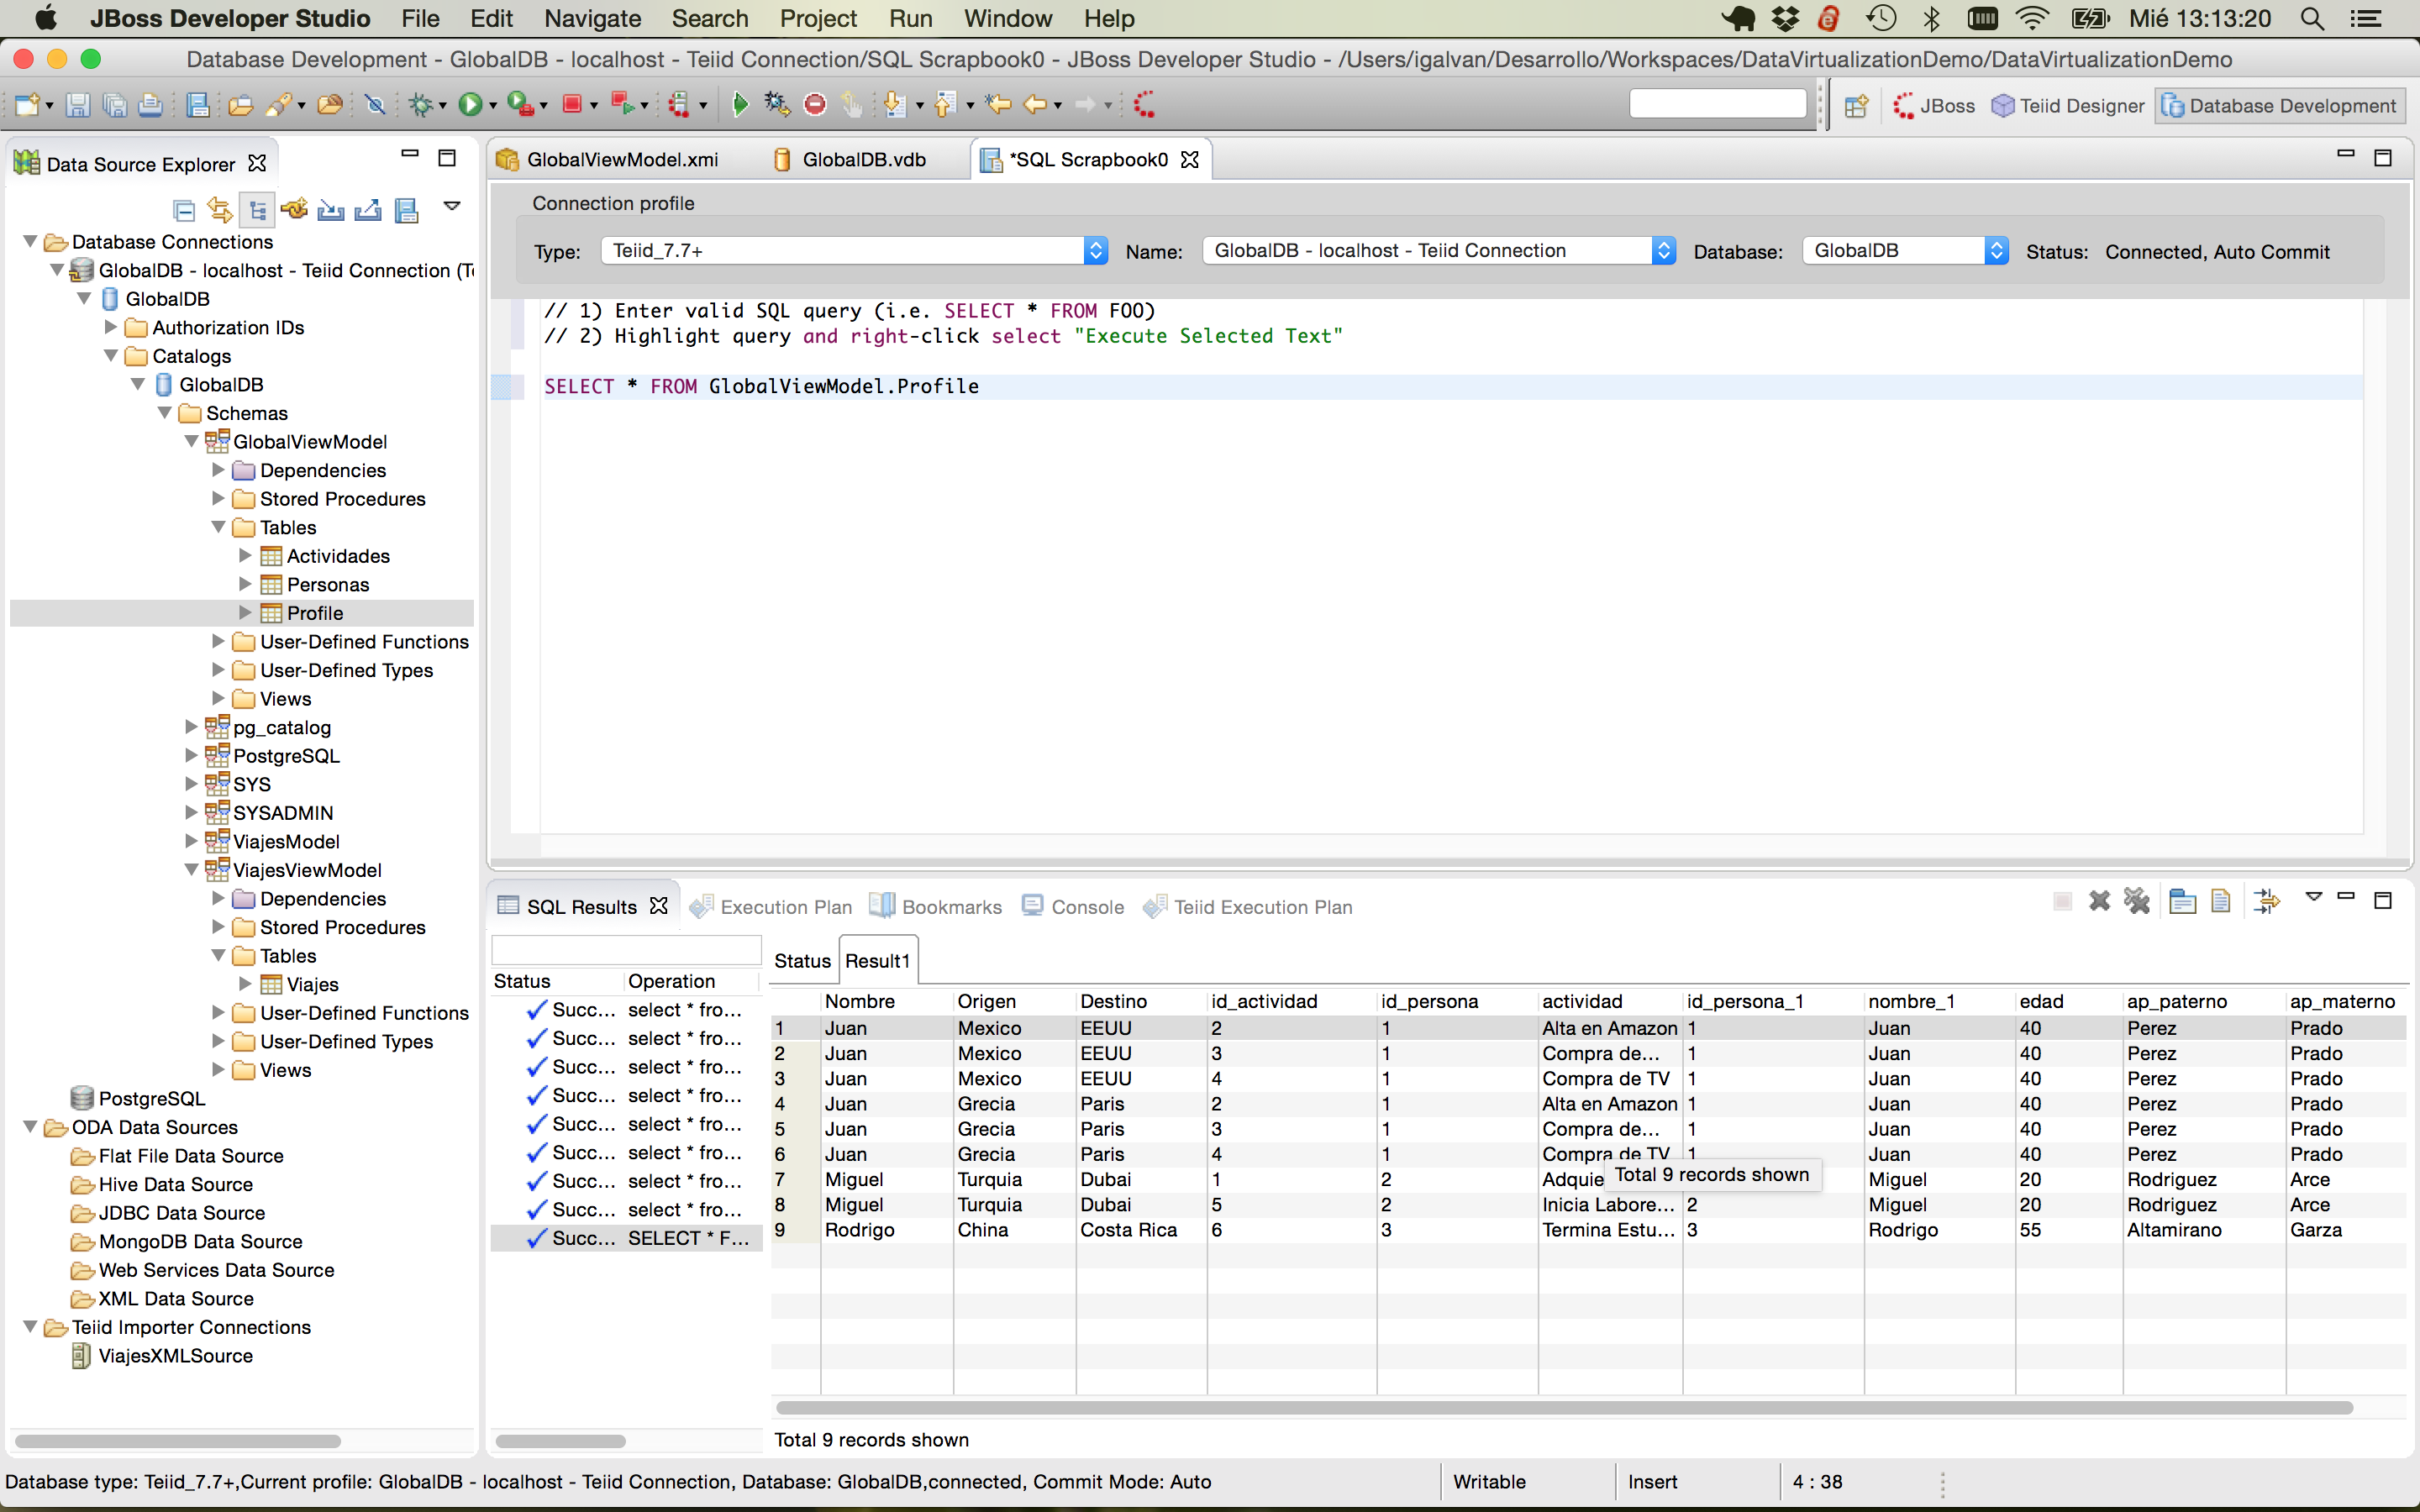 JBoss Developer Studio File Edit Navigate Search Project Run Window Help Mié 13:13:20
Database Development - GlobalDB - localhost - Teiid Connection/SQL Scrapbook0 - JBoss Developer Studio - /Users/igalvan/Desarrollo/Workspaces/DataVirtualizationDemo/DataVirtualizationDemo
JBoss Teiid Designer Database Development
Data Source Explorer
Database Connections
GlobalDB - localhost - Teiid Connection (T
GlobalDB
Authorization IDs
Catalogs
GlobalDB
Schemas
GlobalViewModel
Dependencies
Stored Procedures
Tables
Actividades
Personas
Profile
User-Defined Functions
User-Defined Types
Views
pg_catalog
PostgreSQL
SYS
SYSADMIN
ViajesModel
ViajesViewModel
Dependencies
Stored Procedures
Tables
Viajes
User-Defined Functions
User-Defined Types
Views
PostgreSQL
ODA Data Sources
Flat File Data Source
Hive Data Source
JDBC Data Source
MongoDB Data Source
Web Services Data Source
XML Data Source
Teiid Importer Connections
ViajesXMLSource
GlobalViewModel.xmi GlobalDB.vdb *SQL Scrapbook0
Connection profile
Type: Teiid_7.7+ Name: GlobalDB - localhost - Teiid Connection Database: GlobalDB Status: Connected, Auto Commit
// 1) Enter valid SQL query (i.e. SELECT * FROM FOO)
// 2) Highlight query and right-click select "Execute Selected Text"
SELECT * FROM GlobalViewModel.Profile
SQL Results Execution Plan Bookmarks Console Teiid Execution Plan
Status Operation
Succ... select * fro...
Succ... select * fro...
Succ... select * fro...
Succ... select * fro...
Succ... select * fro...
Succ... select * fro...
Succ... select * fro...
Succ... select * fro...
Succ... SELECT * F...
Status Result1
Nombre Origen Destino id_actividad id_persona actividad id_persona_1 nombre_1 edad ap_paterno ap_materno
1 Juan Mexico EEUU 2 1 Alta en Amazon 1 Juan 40 Perez Prado
2 Juan Mexico EEUU 3 1 Compra de... 1 Juan 40 Perez Prado
3 Juan Mexico EEUU 4 1 Compra de TV 1 Juan 40 Perez Prado
4 Juan Grecia Paris 2 1 Alta en Amazon 1 Juan 40 Perez Prado
5 Juan Grecia Paris 3 1 Compra de... 1 Juan 40 Perez Prado
6 Juan Grecia Paris 4 1 Compra de TV 1 Juan 40 Perez Prado
7 Miguel Turquia Dubai 1 2 Adquie Miguel 20 Rodriguez Arce
Total 9 records shown
8 Miguel Turquia Dubai 5 2 Inicia Labore... 2 Miguel 20 Rodriguez Arce
9 Rodrigo China Costa Rica 6 3 Termina Estu... 3 Rodrigo 55 Altamirano Garza
Total 9 records shown
Database type: Teiid_7.7+,Current profile: GlobalDB - localhost - Teiid Connection, Database: GlobalDB,connected, Commit Mode: Auto Writable Insert 4 : 38